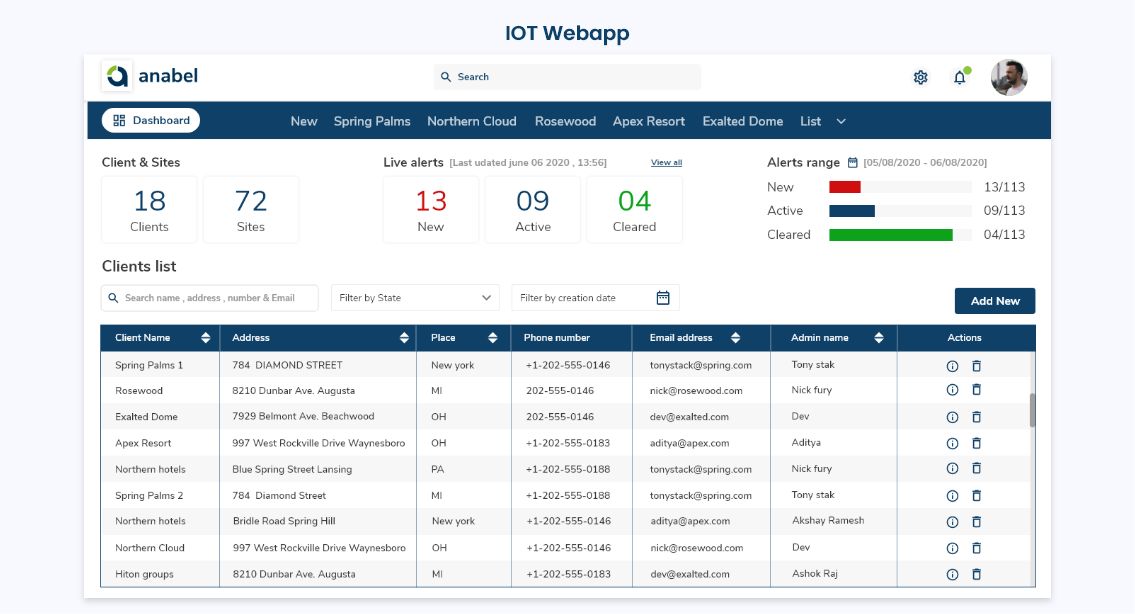 IOT Webapp
anabel
Search
Dashboard New Spring Palms Northern Cloud Rosewood Apex Resort Exalted Dome List
Client & Sites
18 72
Clients Sites
Live alerts [Last udated june 06 2020 , 13:56] View all
13 09 04
New Active Cleared
Alerts range [05/08/2020 - 06/08/2020]
New 13/113
Active 09/113
Cleared 04/113
Clients list
Search name , address , number & Email Filter by State Filter by creation date Add New
Client Name Address Place Phone number Email address Admin name Actions
Spring Palms 1 784 DIAMOND STREET New york +1-202-555-0146 tonystack@spring.com Tony stak
Rosewood 8210 Dunbar Ave. Augusta MI 202-555-0146 nick@rosewood.com Nick fury
Exalted Dome 7929 Belmont Ave. Beachwood OH 202-555-0146 dev@exalted.com Dev
Apex Resort 997 West Rockville Drive Waynesboro OH +1-202-555-0183 aditya@apex.com Aditya
Northern hotels Blue Spring Street Lansing PA +1-202-555-0188 tonystack@spring.com Nick fury
Spring Palms 2 784 Diamond Street MI +1-202-555-0188 tonystack@spring.com Tony stak
Northern hotels Bridle Road Spring Hill New york +1-202-555-0146 aditya@apex.com Akshay Ramesh
Northern Cloud 997 West Rockville Drive Waynesboro OH +1-202-555-0146 nick@rosewood.com Dev
Hiton groups 8210 Dunbar Ave. Augusta MI +1-202-555-0183 dev@exalted.com Ashok Raj